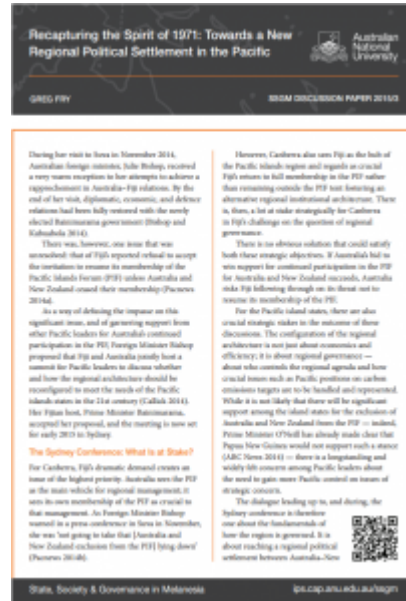 Recapturing the Spirit of 1971: Towards a New
Regional Political Settlement in the Pacific
Australian
National
University
GREG FRY
SSGM DISCUSSION PAPER 2015/3
During her visit to Suva in November 2014,
Australian foreign minister, Julie Bishop, received
a very warm reception to her attempts to achieve a
rapprochement in Australia–Fiji relations. By the
end of her visit, diplomatic, economic, and defence
relations had been fully restored with the newly
elected Bainimarama government (Bishop and
Kubuabola 2014).
There was, however, one issue that was
unresolved: that of Fiji's reported refusal to accept
the invitation to resume its membership of the
Pacific Islands Forum (PIF) unless Australia and
New Zealand ceased their membership (Pacnews
2014a).
As a way of defusing the impasse on this
significant issue, and of garnering support from
other Pacific leaders for Australia's continued
participation in the PIF, Foreign Minister Bishop
proposed that Fiji and Australia jointly host a
summit for Pacific leaders to discuss whether
and how the regional architecture should be
reconfigured to meet the needs of the Pacific
islands states in the 21st century (Callick 2014).
Her Fijian host, Prime Minister Bainimarama,
accepted her proposal, and the meeting is now set
for early 2015 in Sydney.
The Sydney Conference: What is at Stake?
For Canberra, Fiji's dramatic demand creates an
issue of the highest priority. Australia sees the PIF
as the main vehicle for regional management, it
sees its own membership of the PIF as crucial to
that management. As Foreign Minister Bishop
warned in a press conference in Suva in November,
she was 'not going to take that [Australia and
New Zealand exclusion from the PIF] lying down'
(Pacnews 2014b).
However, Canberra also sees Fiji as the hub of
the Pacific islands region and regards as crucial
Fiji's return to full membership in the PIF rather
than remaining outside the PIF tent fostering an
alternative regional institutional architecture. There
is, then, a lot at stake strategically for Canberra
in Fiji's challenge on the question of regional
governance.
There is no obvious solution that could satisfy
both these strategic objectives. If Australia's bid to
win support for continued participation in the PIF
for Australia and New Zealand succeeds, Australia
risks Fiji following through on its threat not to
resume its membership of the PIF.
For the Pacific island states, there are also
crucial strategic stakes in the outcome of these
discussions. The configuration of the regional
architecture is not just about economics and
efficiency; it is about regional governance —
about who controls the regional agenda and how
crucial issues such as Pacific positions on carbon
emissions targets are to be handled and represented.
While it is not likely that there will be significant
support among the island states for the exclusion of
Australia and New Zealand from the PIF — indeed,
Prime Minister O'Neill has already made clear that
Papua New Guinea would not support such a stance
(ABC News 2014) — there is a longstanding and
widely felt concern among Pacific leaders about
the need to gain more Pacific control on issues of
strategic concern.
The dialogue leading up to, and during, the
Sydney conference is therefore
one about the fundamentals of
how the region is governed. It is
about reaching a regional political
settlement between Australia–New
State, Society & Governance in Melanesia
ips.cap.anu.edu.au/ssgm